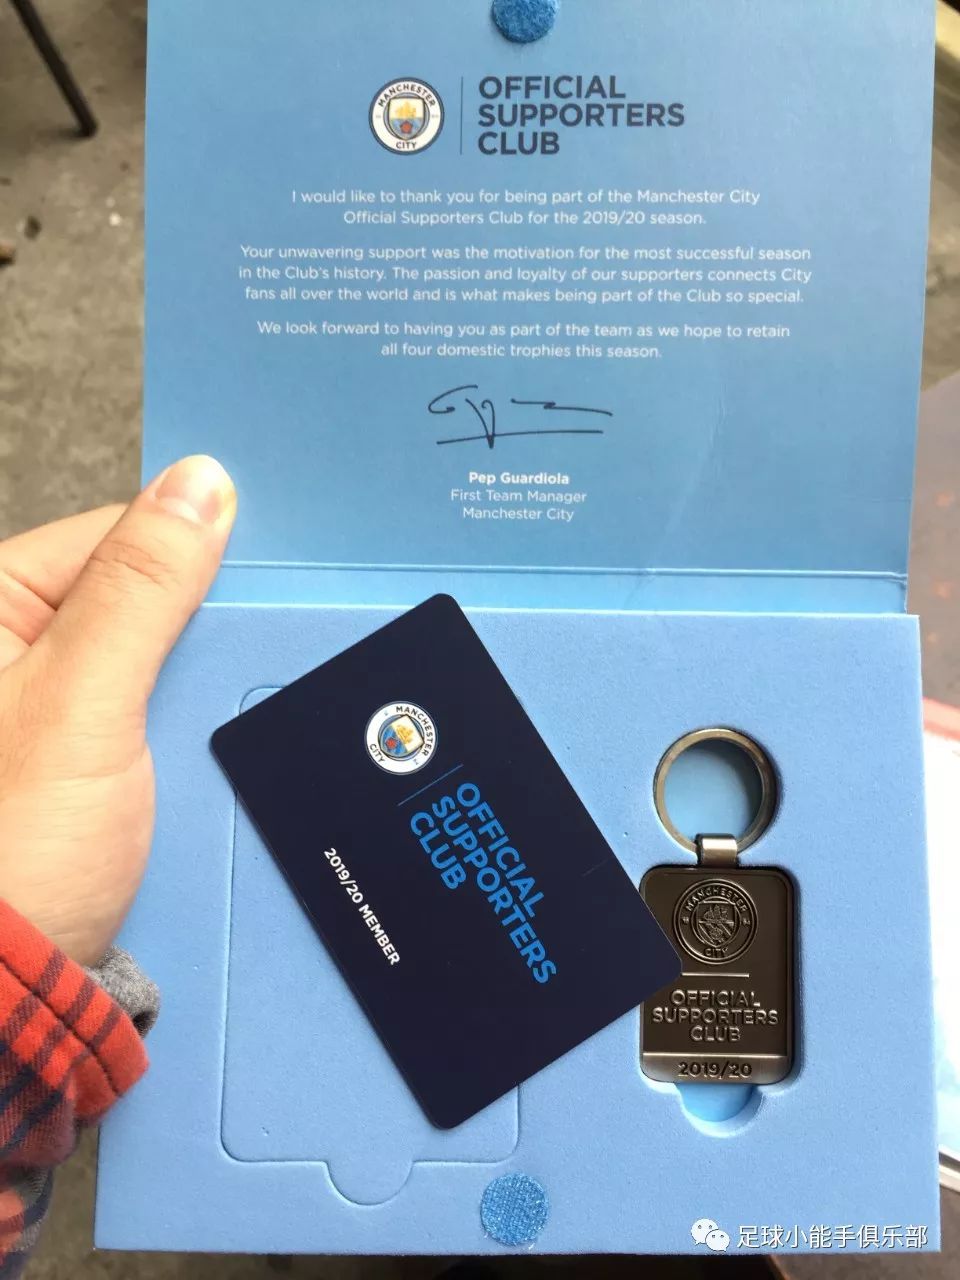 MANCHESTER
CITY
OFFICIAL
SUPPORTERS
CLUB
I would like to thank you for being part of the Manchester City
Official Supporters Club for the 2019/20 season.
Your unwavering support was the motivation for the most successful season
in the Club's history. The passion and loyalty of our supporters connects City
fans all over the world and is what makes being part of the Club so special.
We look forward to having you as part of the team as we hope to retain
all four domestic trophies this season.
Pep Guardiola
First Team Manager
Manchester City
MANCHESTER
CITY
OFFICIAL
SUPPORTERS
CLUB
2019/20 MEMBER
MANCHESTER
CITY
OFFICIAL
SUPPORTERS
CLUB
2019/20
足球小能手俱乐部